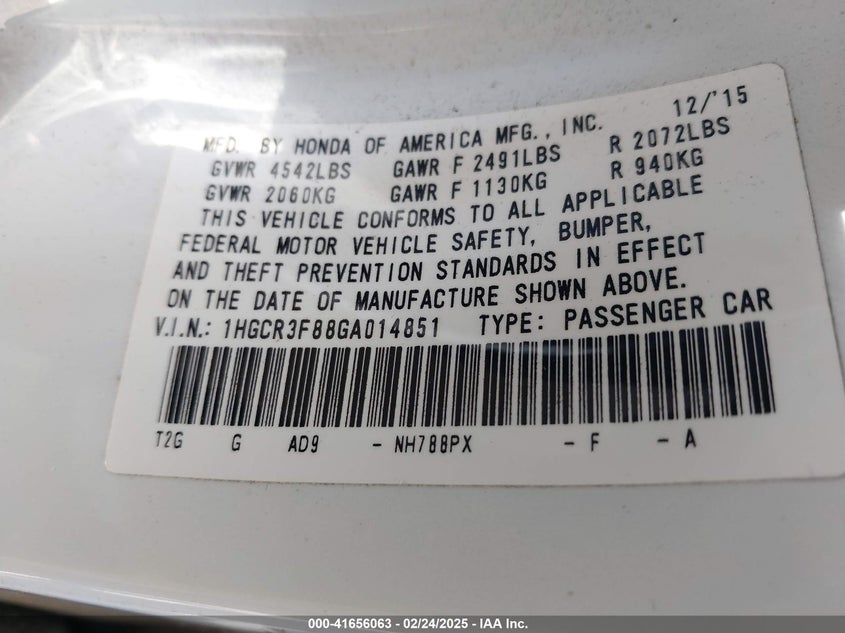 12/'15
MFD. BY HONDA OF AMERICA MFG., INC.
GVWR 4542LBS GAWR F 2491LBS R 2072LBS
GVWR 2060KG GAWR F 1130KG R 940KG
THIS VEHICLE CONFORMS TO ALL APPLICABLE
FEDERAL MOTOR VEHICLE SAFETY, BUMPER,
AND THEFT PREVENTION STANDARDS IN EFFECT
ON THE DATE OF MANUFACTURE SHOWN ABOVE.
V.I.N.: 1HGCR3F88GA014851 TYPE: PASSENGER CAR
T2G G AD9 - NH788PX - F - A
000-41656063 - 02/24/2025 - IAA Inc.